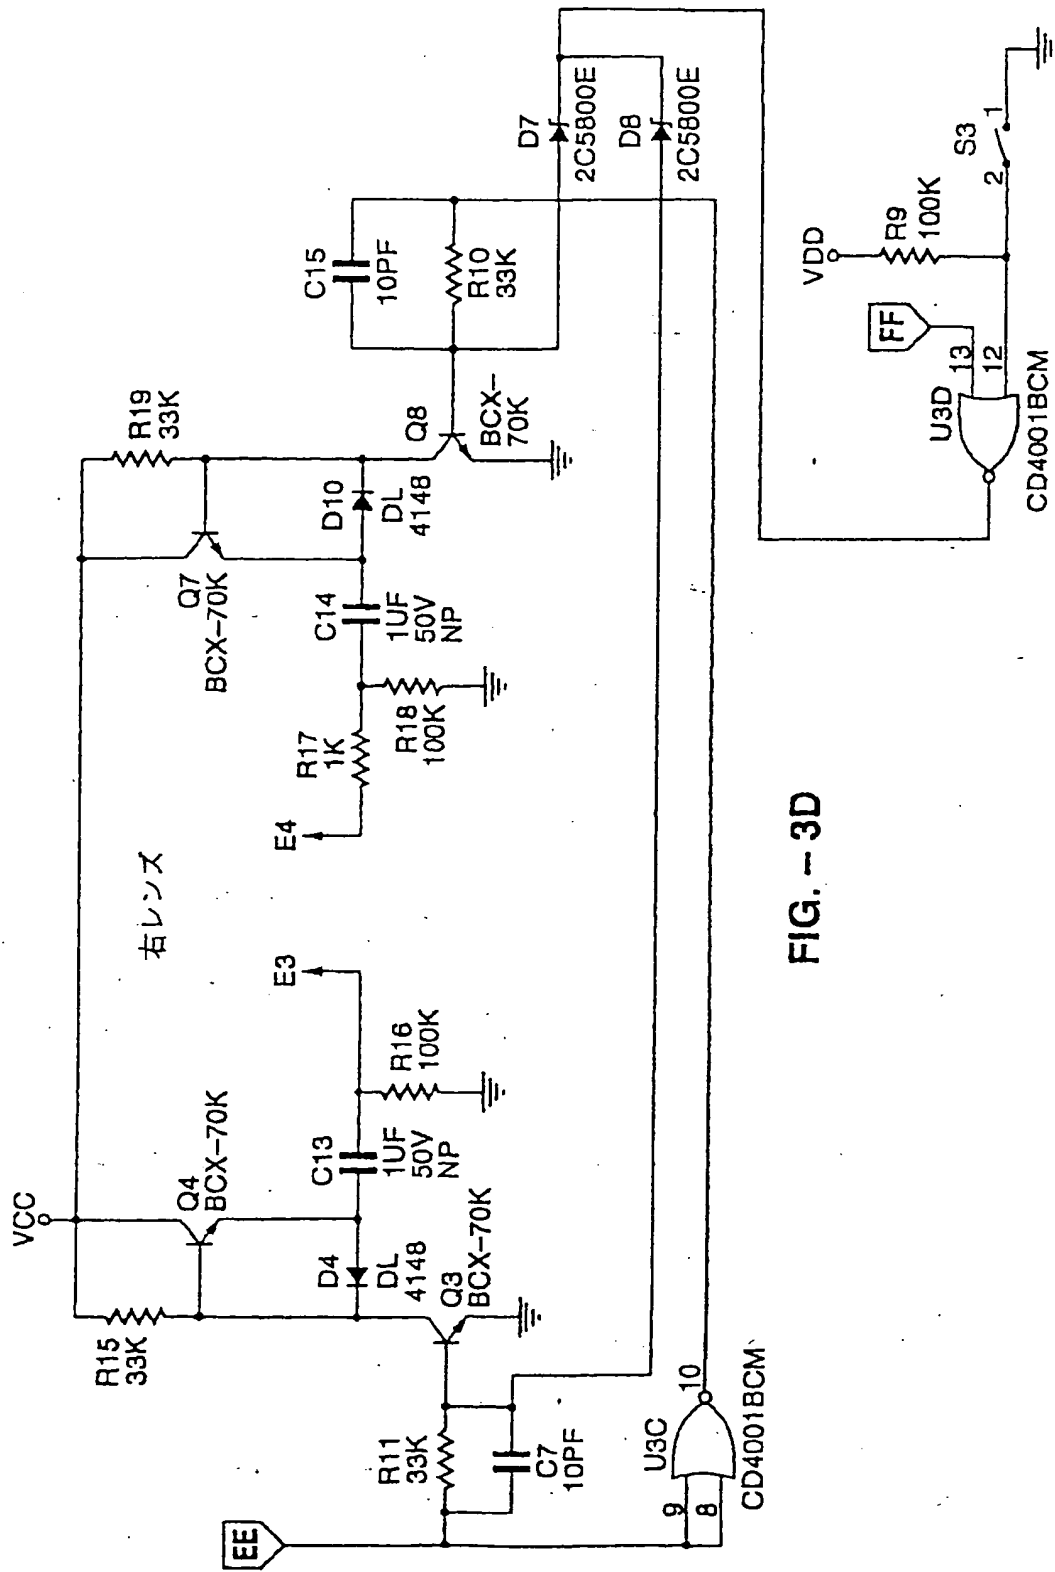 VCC
R15
33K
Q4
BCX-70K
D4
DL
4148
Q3
BCX-70K
C13
1UF
50V
NP
R16
100K
E3
R11
33K
C7
10PF
EE
9
8
U3C
10
CD4001BCM
右レンズ
E4
R17
1K
R18
100K
C14
1UF
50V
NP
Q7
BCX-70K
R19
33K
D10
DL
4148
Q8
BCX-
70K
C15
10PF
R10
33K
D7
2C5800E
D8
2C5800E
VDD
R9
100K
S3
2
1
FF
13
12
U3D
CD4001BCM
FIG. - 3D